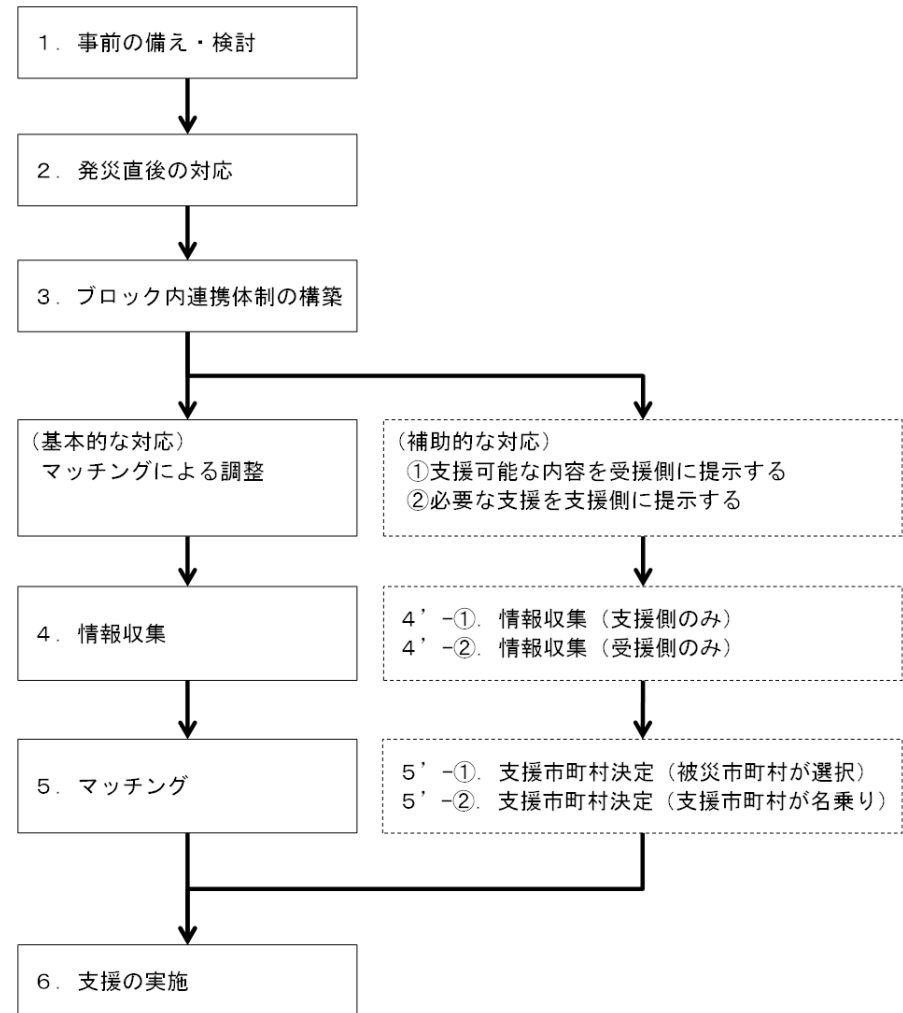 １．事前の備え・検討
２．発災直後の対応
３．ブロック内連携体制の構築
（基本的な対応）
マッチングによる調整
（補助的な対応）
①支援可能な内容を受援側に提示する
②必要な支援を支援側に提示する
４．情報収集
４’-①．情報収集（支援側のみ）
４’-②．情報収集（受援側のみ）
５．マッチング
５’-①．支援市町村決定（被災市町村が選択）
５’-②．支援市町村決定（支援市町村が名乗り）
６．支援の実施